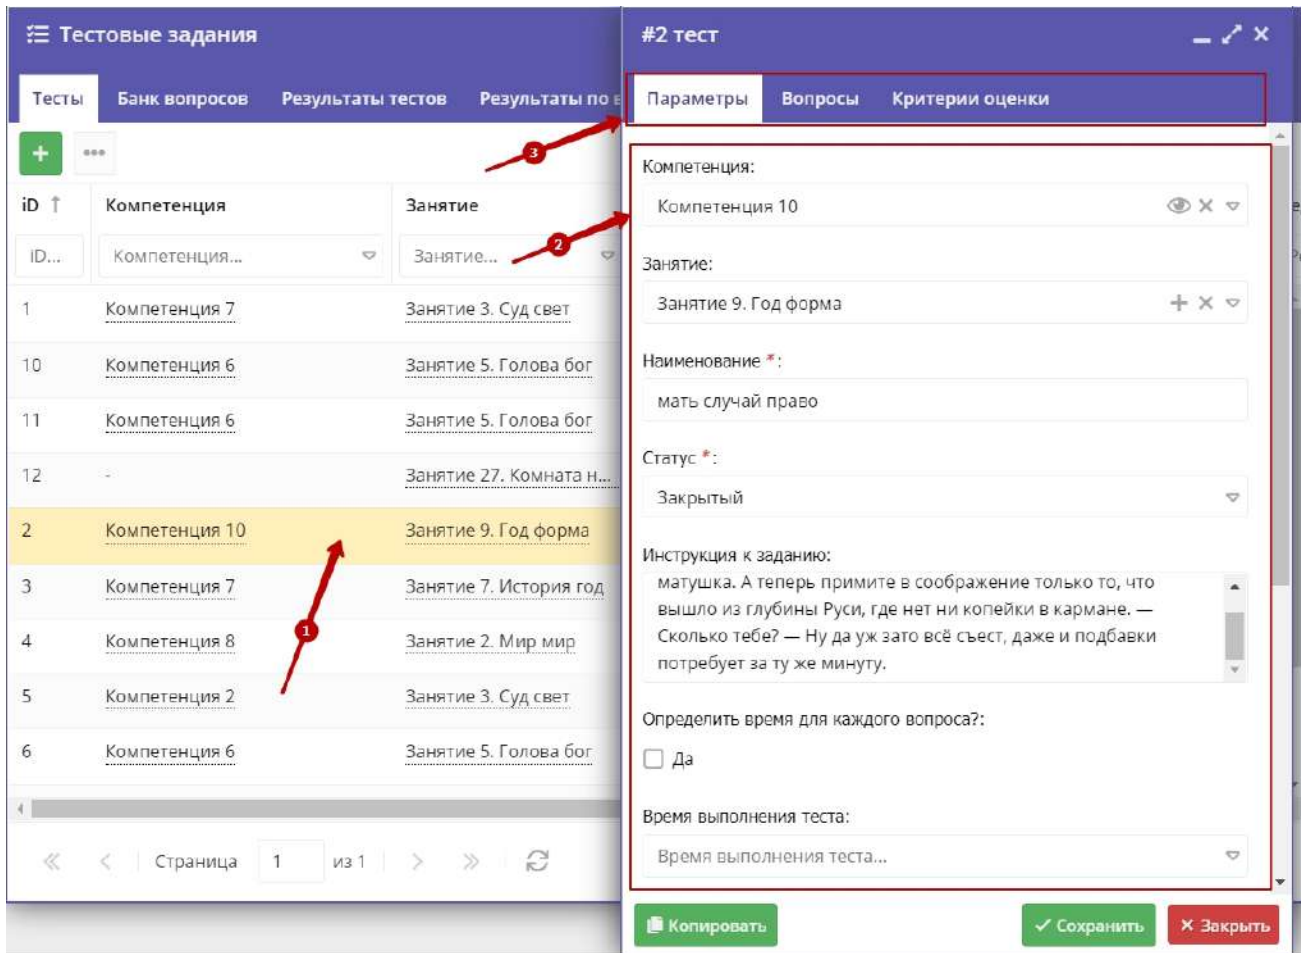 Тестовые задания
Тесты Банк вопросов Результаты тестов Результаты по
iD Компетенция Занятие
iD... Компетенция... Занятие...
1 Компетенция 7 Занятие 3. Суд свет
10 Компетенция 6 Занятие 5. Голова бог
11 Компетенция 6 Занятие 5. Голова бог
12 - Занятие 27. Комната н...
2 Компетенция 10 Занятие 9. Год форма
3 Компетенция 7 Занятие 7. История год
4 Компетенция 8 Занятие 2. Мир мир
5 Компетенция 2 Занятие 3. Суд свет
6 Компетенция 6 Занятие 5. Голова бог
Страница 1 из 1
3
2
1
#2 тест
Параметры Вопросы Критерии оценки
Компетенция:
Компетенция 10
Занятие:
Занятие 9. Год форма
Наименование *:
мать случай право
Статус *:
Закрытый
Инструкция к заданию:
матушка. А теперь примите в соображение только то, что
вышло из глубины Руси, где нет ни копейки в кармане. —
Сколько тебе? — Ну да уж зато всё съест, даже и подбавки
потребует за ту же минуту.
Определить время для каждого вопроса?:
Да
Время выполнения теста:
Время выполнения теста...
Копировать Сохранить Закрыть